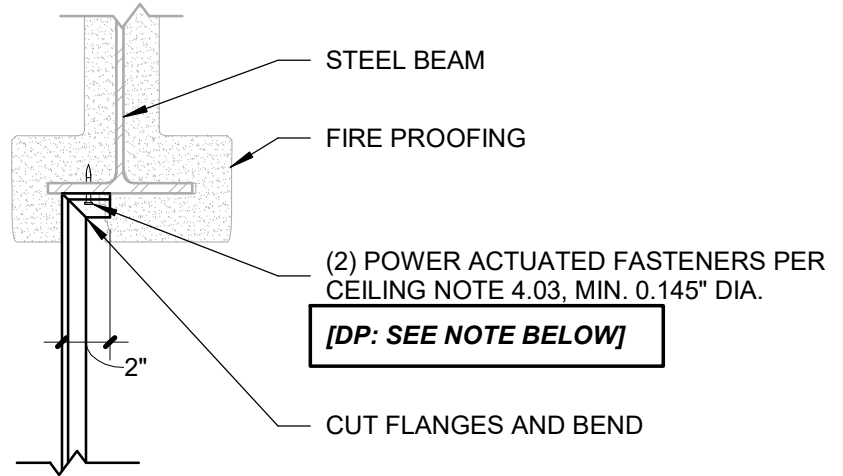 STEEL BEAM
FIRE PROOFING
(2) POWER ACTUATED FASTENERS PER
CEILING NOTE 4.03, MIN. 0.145" DIA.
[DP: SEE NOTE BELOW]
2"
CUT FLANGES AND BEND